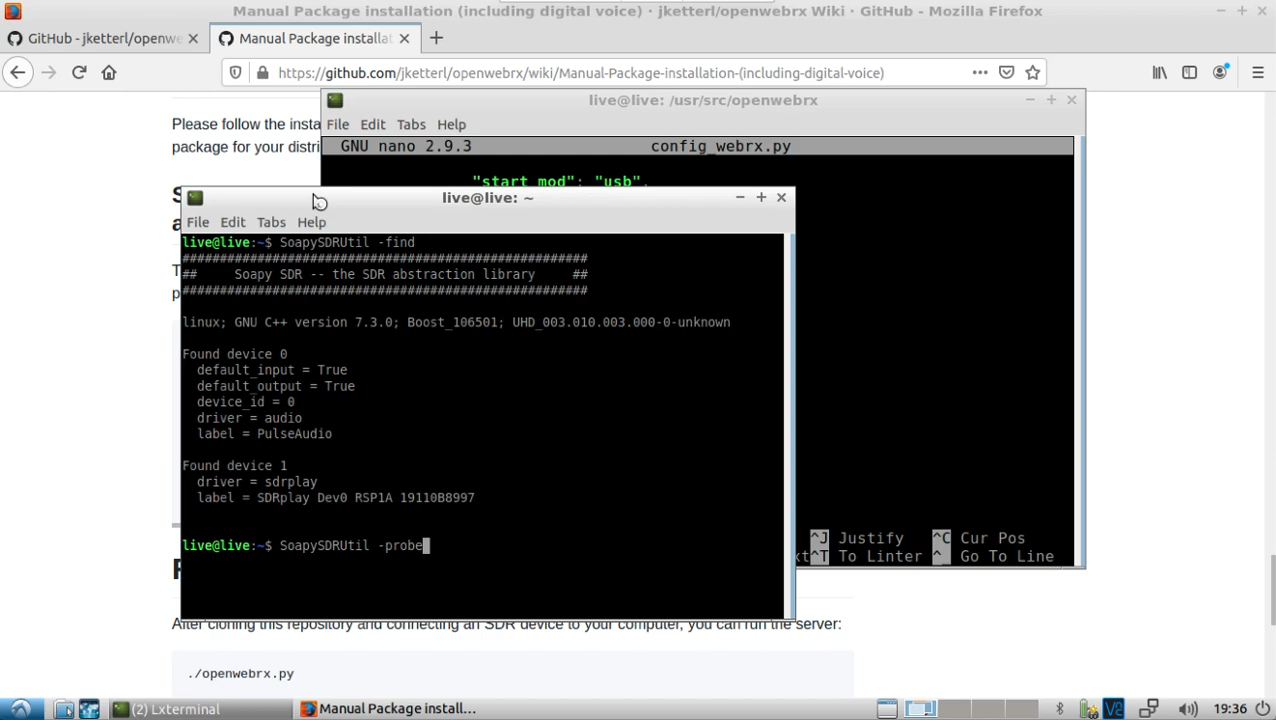 Manual Package installation (including digital voice) · jketterl/openwebrx Wiki · GitHub - Mozilla Firefox
GitHub - jketterl/openwe
Manual Package installa
https://github.com/jketterl/openwebrx/wiki/Manual-Package-installation-(including-digital-voice)
Please follow the insta
package for your distri
live@live: /usr/src/openwebrx
File Edit Tabs Help
GNU nano 2.9.3 config_webrx.py
"start_mod": "usb",
live@live: ~
File Edit Tabs Help
live@live:~$ SoapySDRUtil -find
######################################################
## Soapy SDR -- the SDR abstraction library ##
######################################################
linux; GNU C++ version 7.3.0; Boost_106501; UHD_003.010.003.000-0-unknown
Found device 0
default_input = True
default_output = True
device_id = 0
driver = audio
label = PulseAudio
Found device 1
driver = sdrplay
label = SDRplay Dev0 RSP1A 19110B8997
live@live:~$ SoapySDRUtil -probe
^J Justify ^C Cur Pos
xt^T To Linter ^_ Go To Line
After cloning this repository and connecting an SDR device to your computer, you can run the server:
./openwebrx.py
(2) Lxterminal
Manual Package install...
19:36